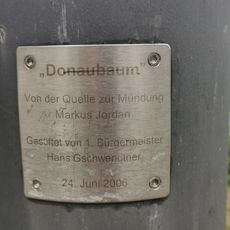 „Donaubaum"
Von der Quelle zur Mündung
Markus Jordan
Gestiftet von 1. Bürgermeister
Hans Gschwendtner
24. Juni 2006